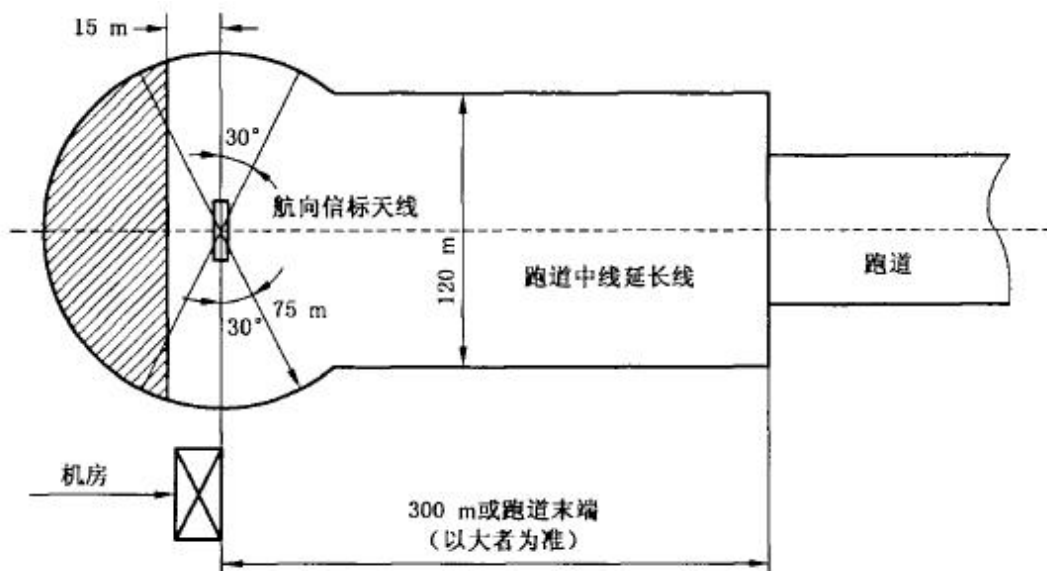 15 m
30°
航向信标天线
120 m
跑道中线延长线
跑道
75 m
30°
机房
300 m或跑道末端
（以大者为准）